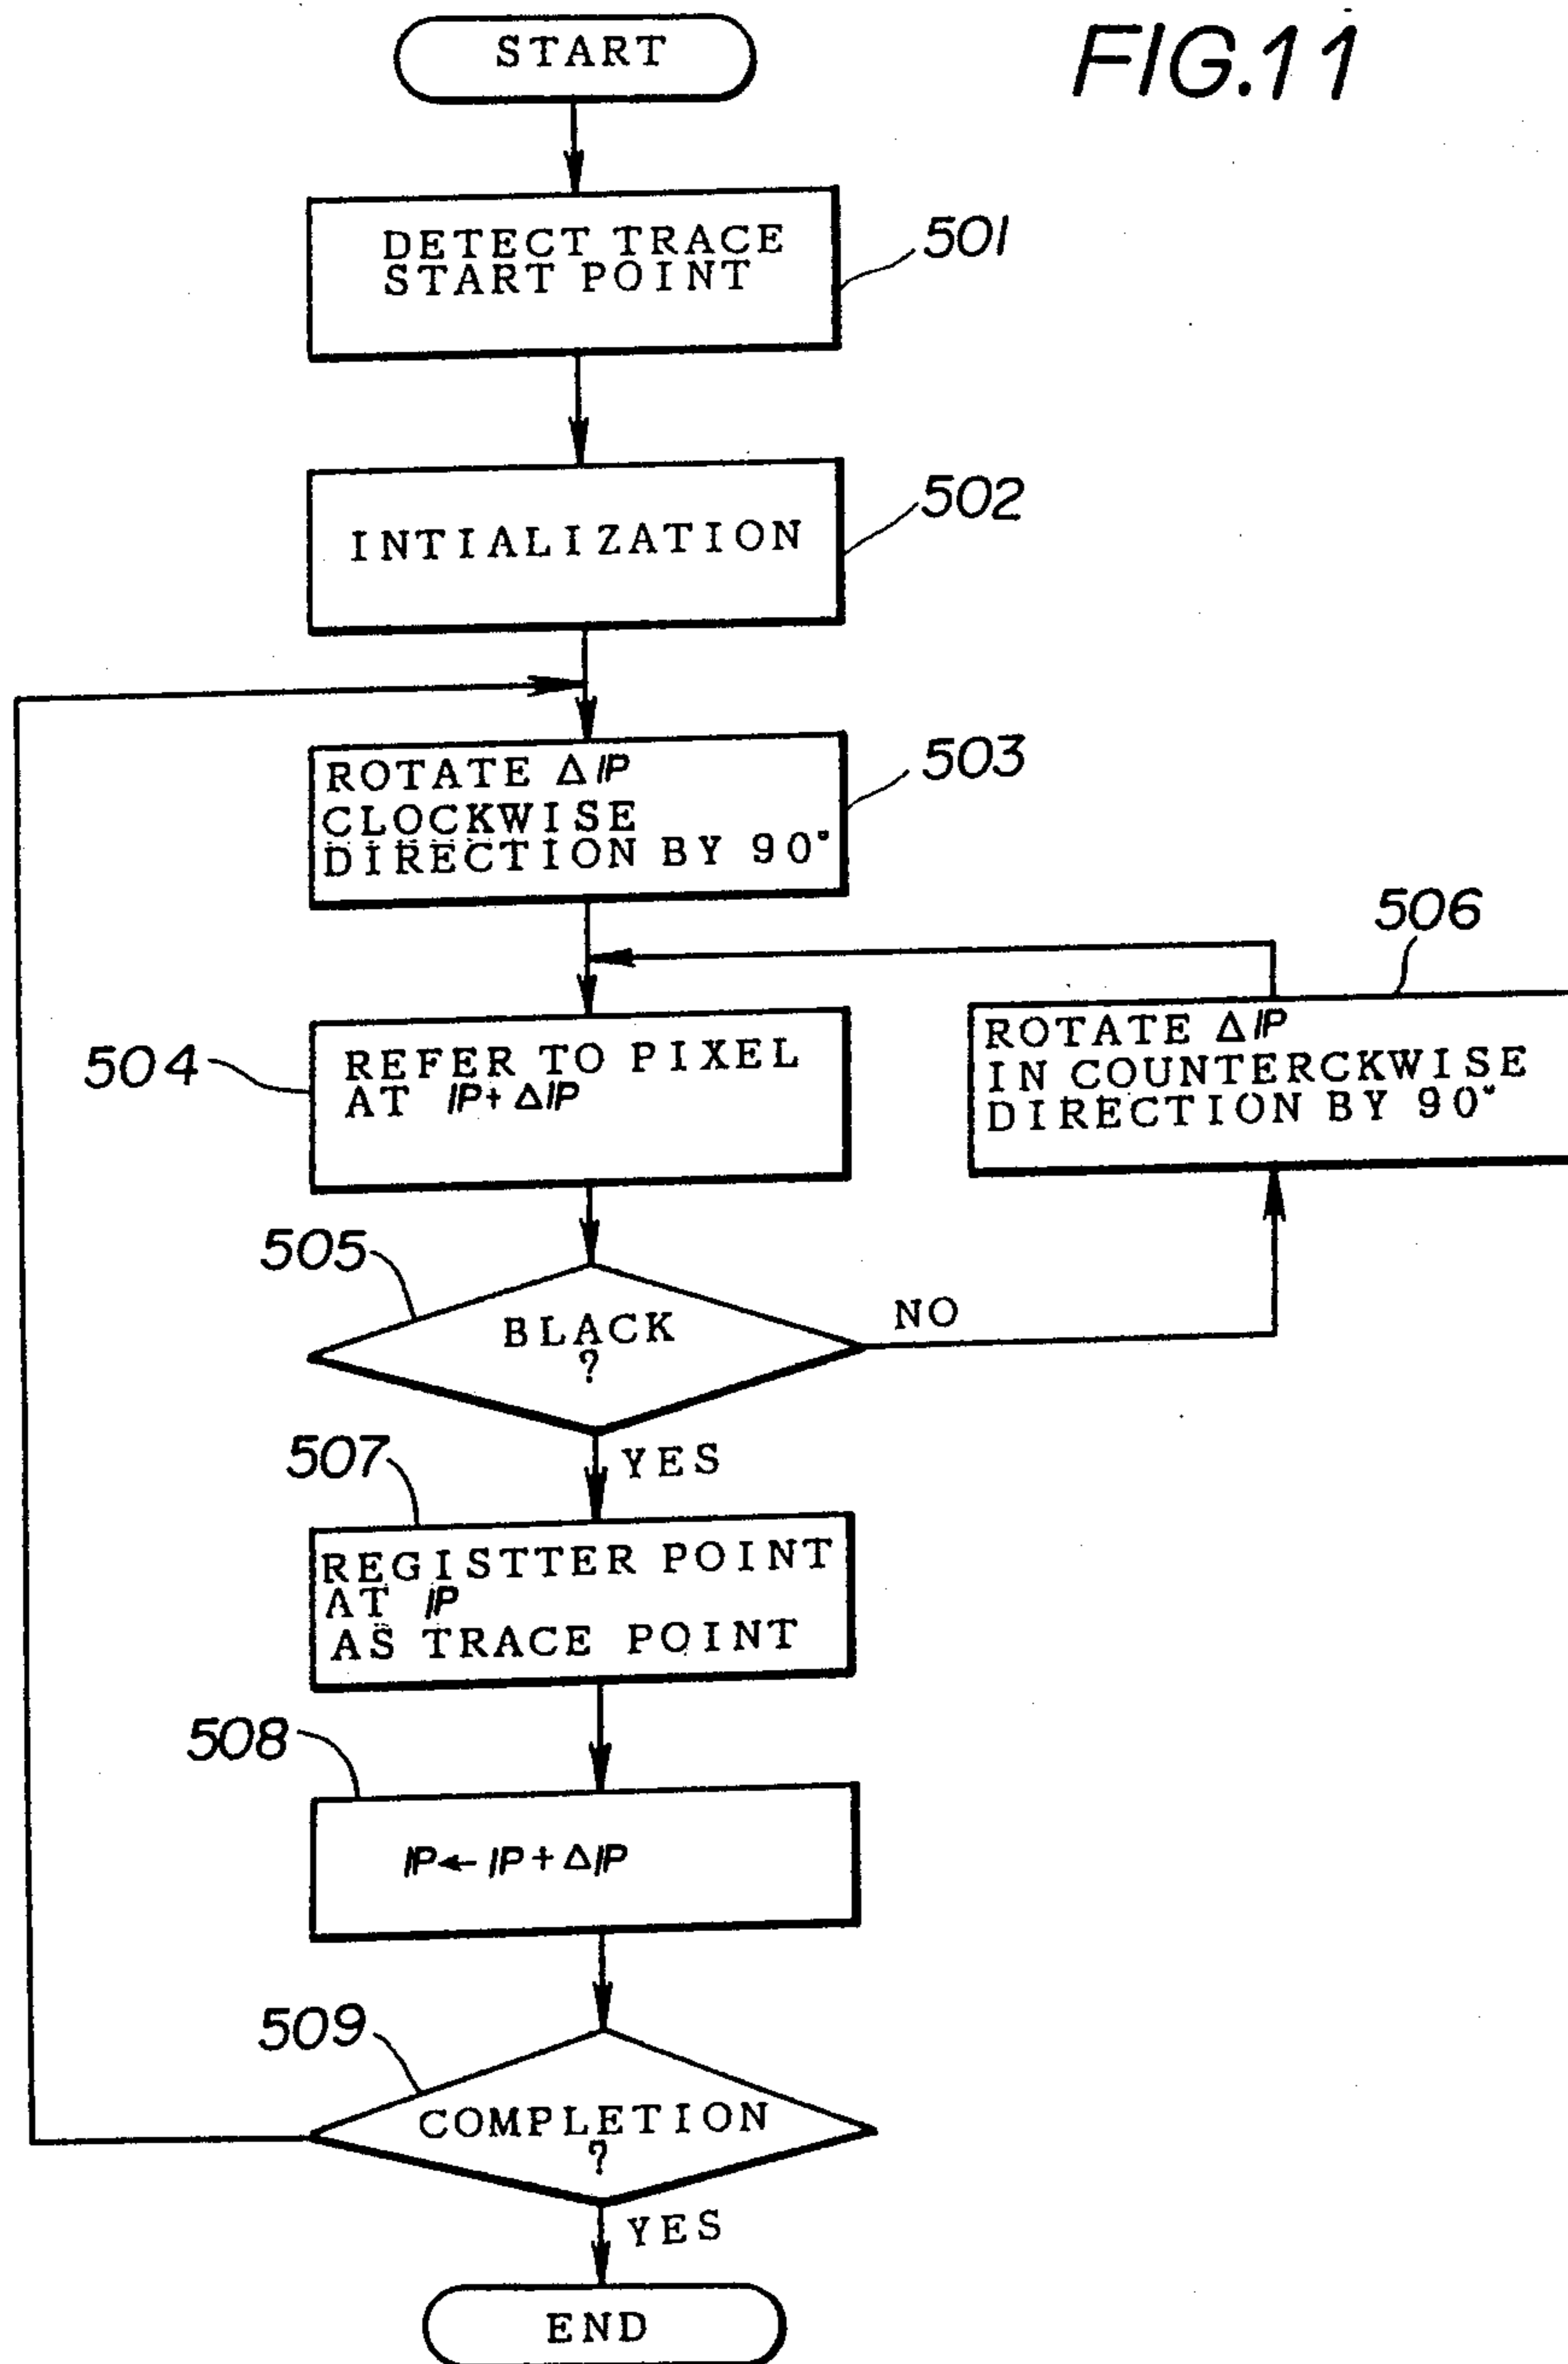 FIG.11
START
DETECT TRACE
START POINT
501
INTIALIZATION
502
ROTATE ΔIP
CLOCKWISE
DIRECTION BY 90°
503
506
ROTATE ΔIP
IN COUNTERCKWISE
DIRECTION BY 90°
504
REFER TO PIXEL
AT IP+ΔIP
505
BLACK
?
NO
YES
507
REGISTTER POINT
AT IP
AS TRACE POINT
508
IP←IP+ΔIP
509
COMPLETION
?
YES
END